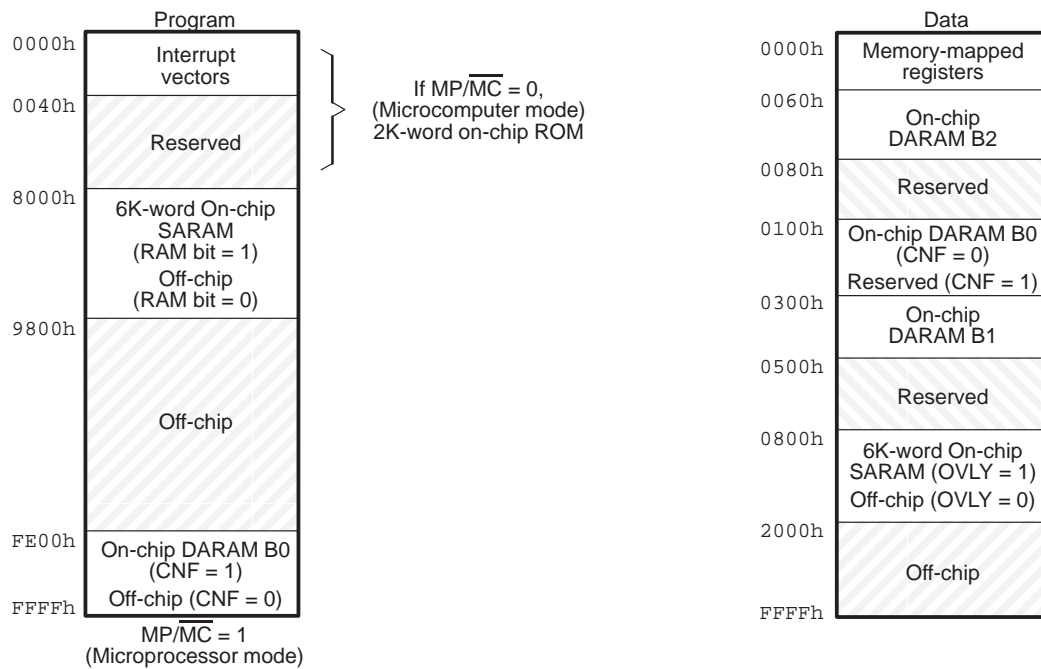 Program
0000h
Interrupt
vectors
0040h
Reserved
If MP/MC = 0,
(Microcomputer mode)
2K-word on-chip ROM
8000h
6K-word On-chip
SARAM
(RAM bit = 1)
Off-chip
(RAM bit = 0)
9800h
Off-chip
FE00h
On-chip DARAM B0
(CNF = 1)
Off-chip (CNF = 0)
FFFFh
MP/MC = 1
(Microprocessor mode)
Data
0000h
Memory-mapped
registers
0060h
On-chip
DARAM B2
0080h
Reserved
0100h
On-chip DARAM B0
(CNF = 0)
Reserved (CNF = 1)
0300h
On-chip
DARAM B1
0500h
Reserved
0800h
6K-word On-chip
SARAM (OVLY = 1)
Off-chip (OVLY = 0)
2000h
Off-chip
FFFFh